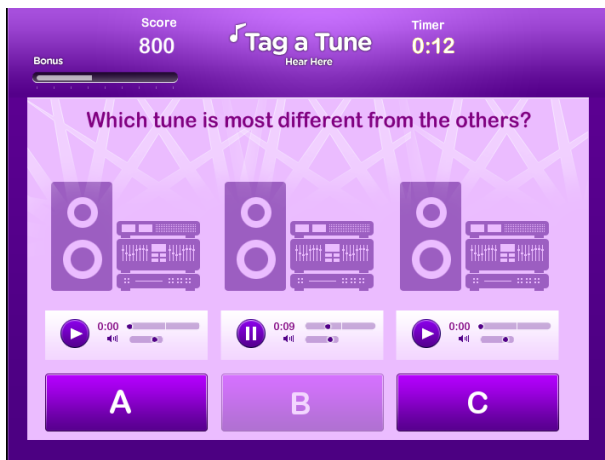 Score
800
Tag a Tune
Hear Here
Timer
0:12
Bonus
Which tune is most different from the others?
0:00
0:09
0:00
A
B
C